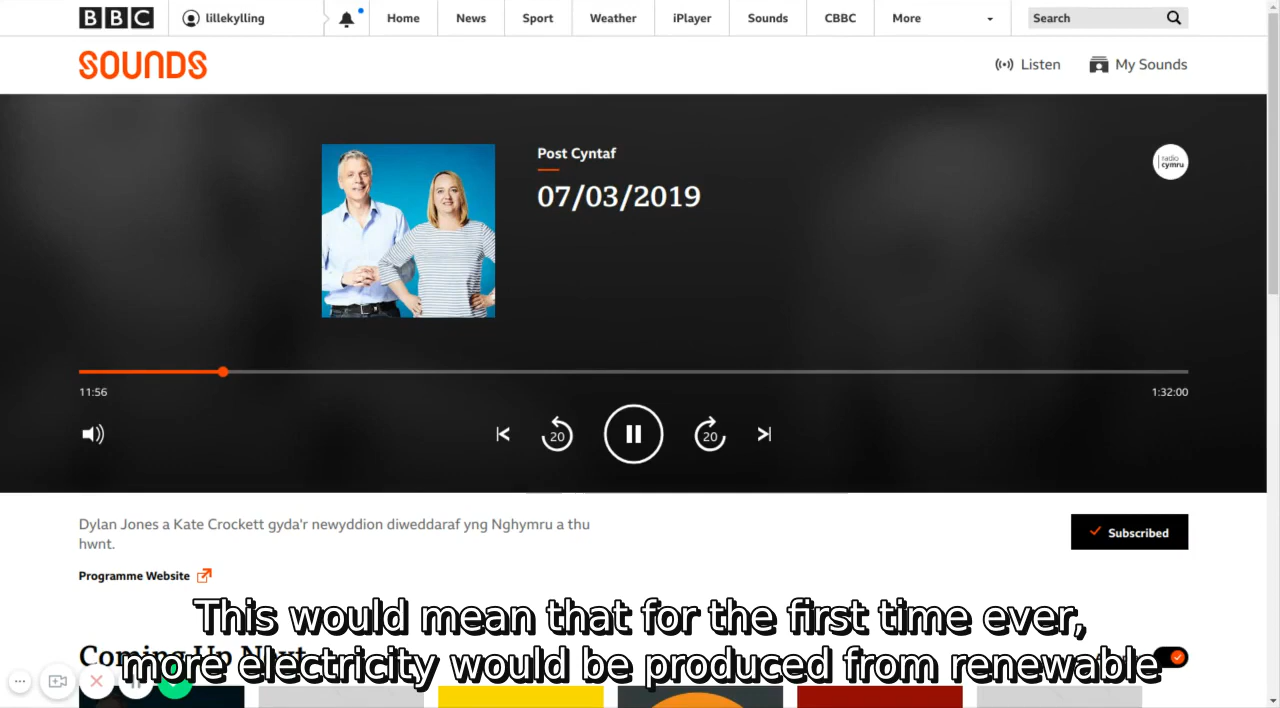 BBC
lillekylling
Home
News
Sport
Weather
iPlayer
Sounds
CBBC
More
Search
SOUNDS
Listen
My Sounds
Post Cyntaf
07/03/2019
radio
cymru
11:56
1:32:00
20
20
Dylan Jones a Kate Crockett gyda'r newyddion diweddaraf yng Nghymru a thu
hwnt.
Subscribed
Programme Website
This would mean that for the first time ever,
Coming Up Next
more electricity would be produced from renewable